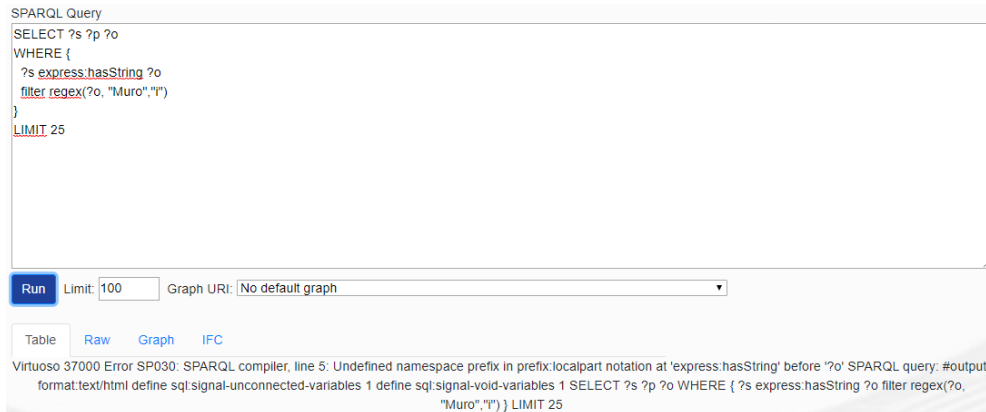 SPARQL Query
SELECT ?s ?p ?o
WHERE {
?s express:hasString ?o
filter regex(?o, "Muro","i")
}
LIMIT 25
Run Limit: 100 Graph URI: No default graph
Table Raw Graph IFC
Virtuoso 37000 Error SP030: SPARQL compiler, line 5: Undefined namespace prefix in prefix:localpart notation at 'express:hasString' before '?o' SPARQL query: #output
format:text/html define sql:signal-unconnected-variables 1 define sql:signal-void-variables 1 SELECT ?s ?p ?o WHERE { ?s express:hasString ?o filter regex(?o,
"Muro","i") } LIMIT 25